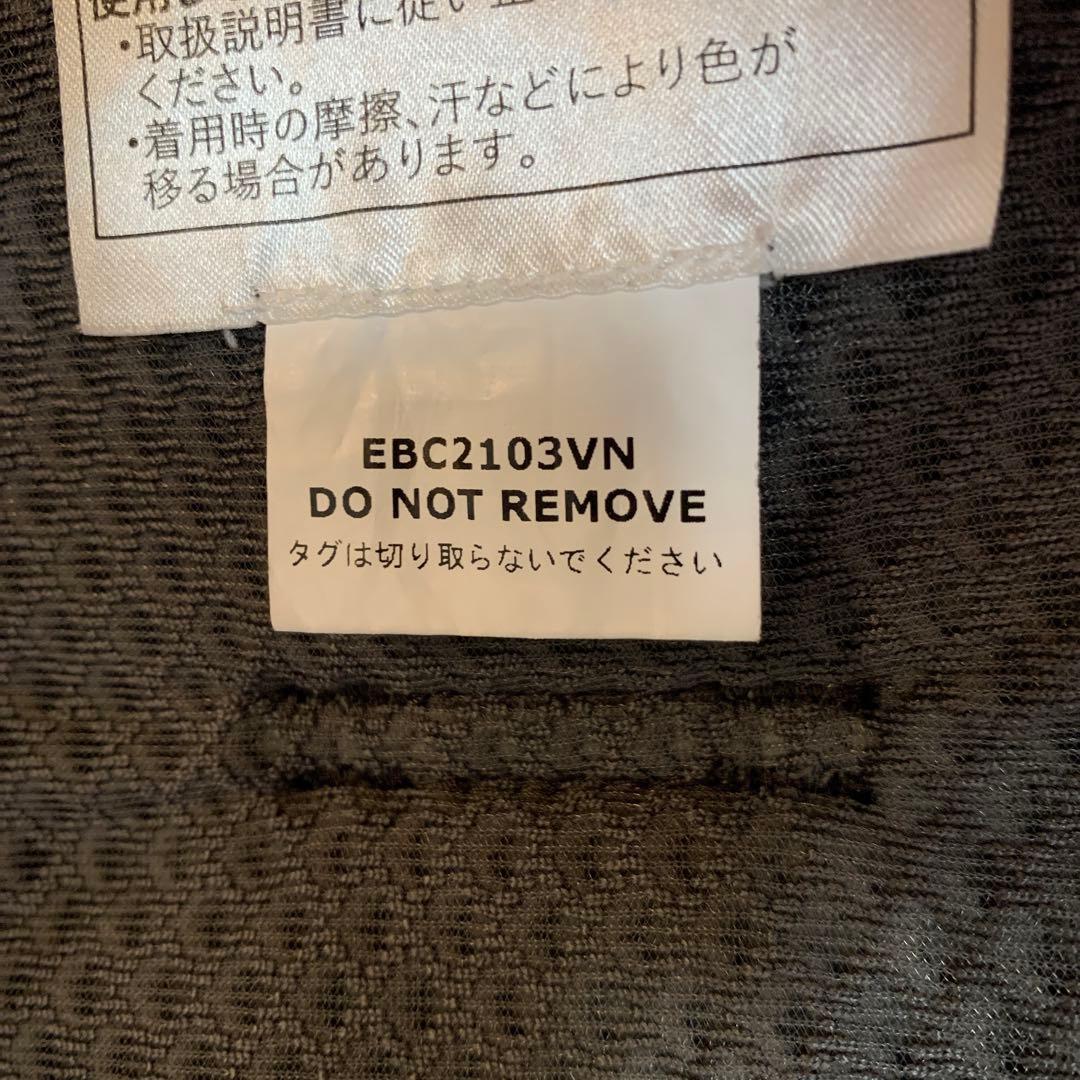 ・取扱説明書に従い
ください。
・着用時の摩擦、汗などにより色が
移る場合があります。
EBC2103VN
DO NOT REMOVE
タグは切り取らないでください